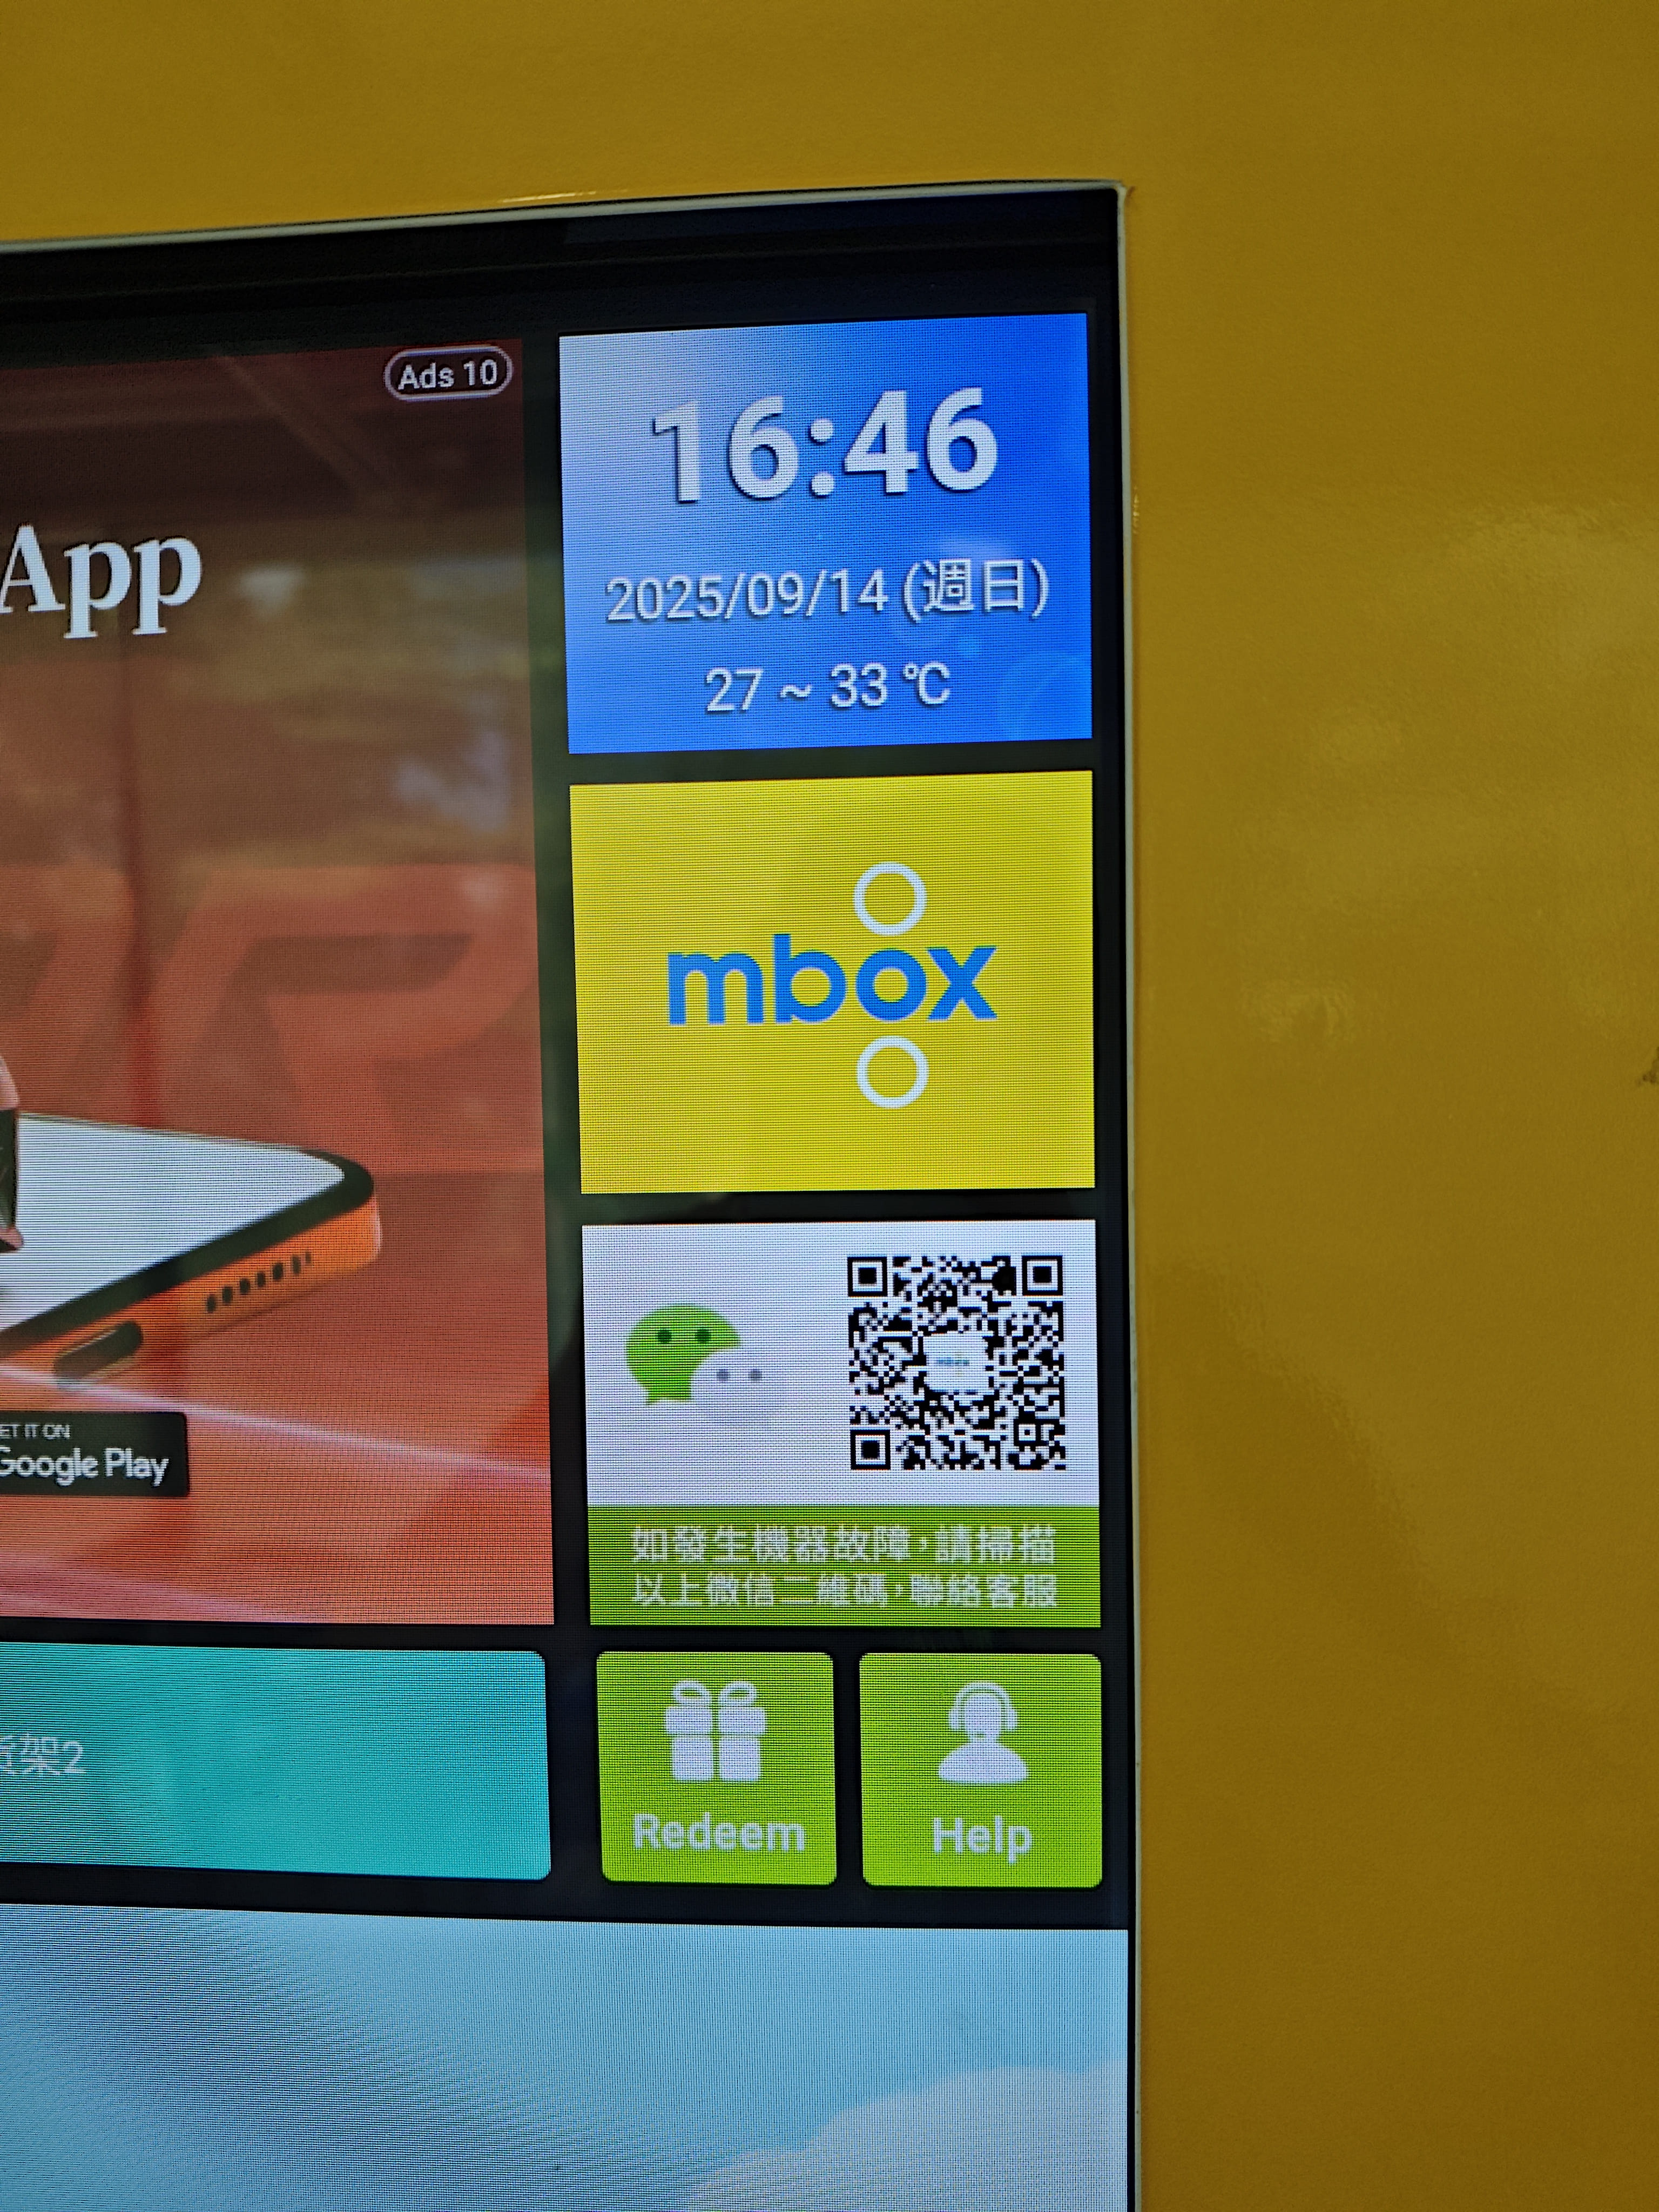 Ads 10
App
16:46
2025/09/14 (週日)
27 ~ 33 ℃
mbox
ET IT ON
Google Play
如發生機器故障，請掃描
以上微信二維碼，聯絡客服
架2
Redeem
Help